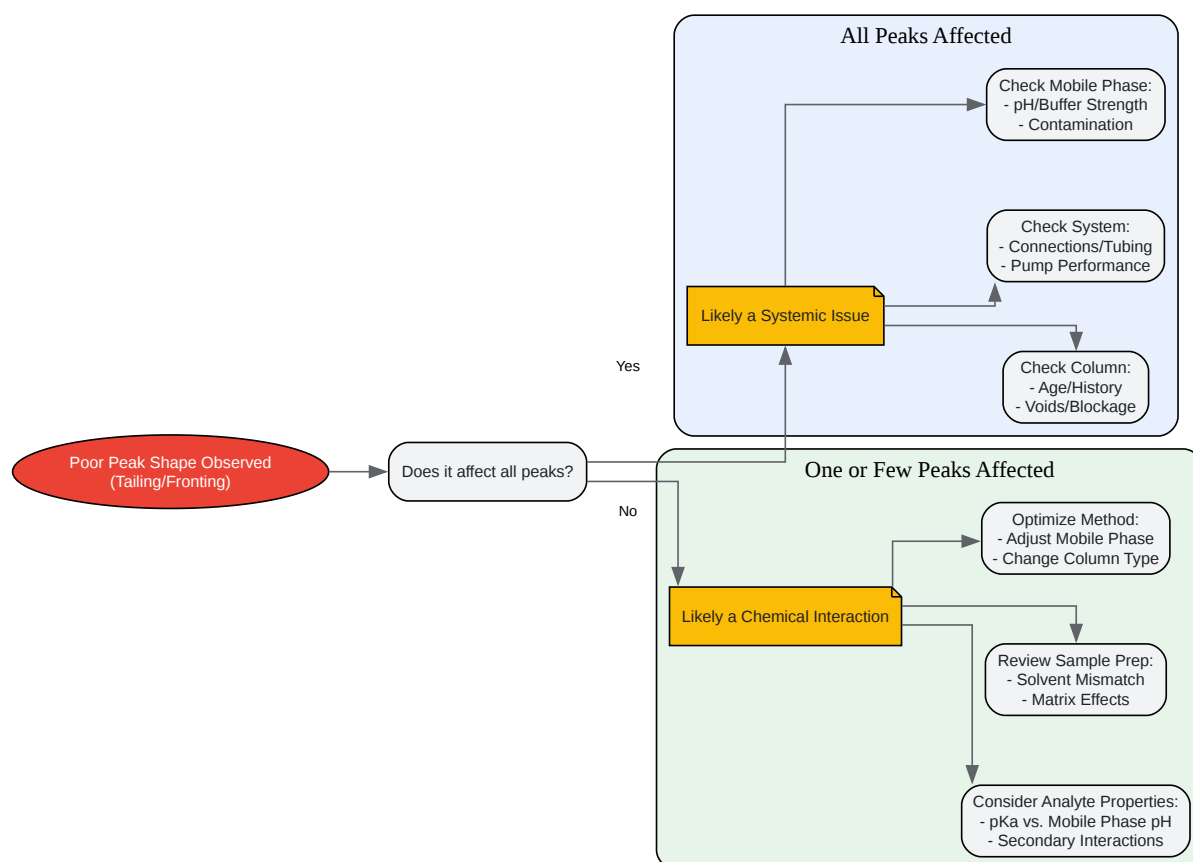 All Peaks Affected
Check Mobile Phase:
- pH/Buffer Strength
- Contamination
Check System:
- Connections/Tubing
- Pump Performance
Likely a Systemic Issue
Check Column:
- Age/History
- Voids/Blockage
Yes
Poor Peak Shape Observed
(Tailing/Fronting)
Does it affect all peaks?
No
One or Few Peaks Affected
Optimize Method:
- Adjust Mobile Phase
- Change Column Type
Likely a Chemical Interaction
Review Sample Prep:
- Solvent Mismatch
- Matrix Effects
Consider Analyte Properties:
- pKa vs. Mobile Phase pH
- Secondary Interactions